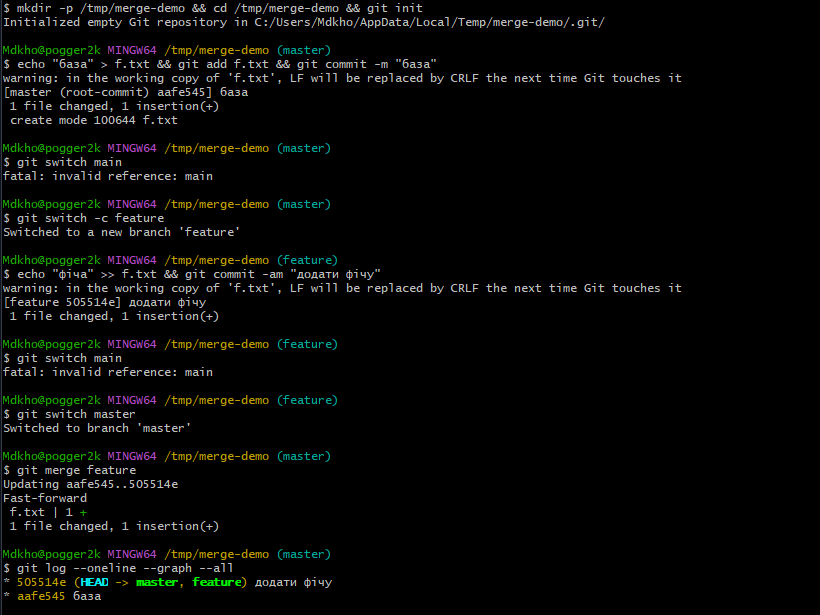 $ mkdir -p /tmp/merge-demo && cd /tmp/merge-demo && git init
Initialized empty Git repository in C:/Users/Mdkho/AppData/Local/Temp/merge-demo/.git/
Mdkho@pogger2k MINGW64 /tmp/merge-demo (master)
$ echo "база" > f.txt && git add f.txt && git commit -m "база"
warning: in the working copy of 'f.txt', LF will be replaced by CRLF the next time Git touches it
[master (root-commit) aafe545] база
 1 file changed, 1 insertion(+)
 create mode 100644 f.txt
Mdkho@pogger2k MINGW64 /tmp/merge-demo (master)
$ git switch main
fatal: invalid reference: main
Mdkho@pogger2k MINGW64 /tmp/merge-demo (master)
$ git switch -c feature
Switched to a new branch 'feature'
Mdkho@pogger2k MINGW64 /tmp/merge-demo (feature)
$ echo "фіча" >> f.txt && git commit -am "додати фічу"
warning: in the working copy of 'f.txt', LF will be replaced by CRLF the next time Git touches it
[feature 505514e] додати фічу
 1 file changed, 1 insertion(+)
Mdkho@pogger2k MINGW64 /tmp/merge-demo (feature)
$ git switch main
fatal: invalid reference: main
Mdkho@pogger2k MINGW64 /tmp/merge-demo (feature)
$ git switch master
Switched to branch 'master'
Mdkho@pogger2k MINGW64 /tmp/merge-demo (master)
$ git merge feature
Updating aafe545..505514e
Fast-forward
 f.txt | 1 +
 1 file changed, 1 insertion(+)
Mdkho@pogger2k MINGW64 /tmp/merge-demo (master)
$ git log --oneline --graph --all
* 505514e (HEAD -> master, feature) додати фічу
* aafe545 база